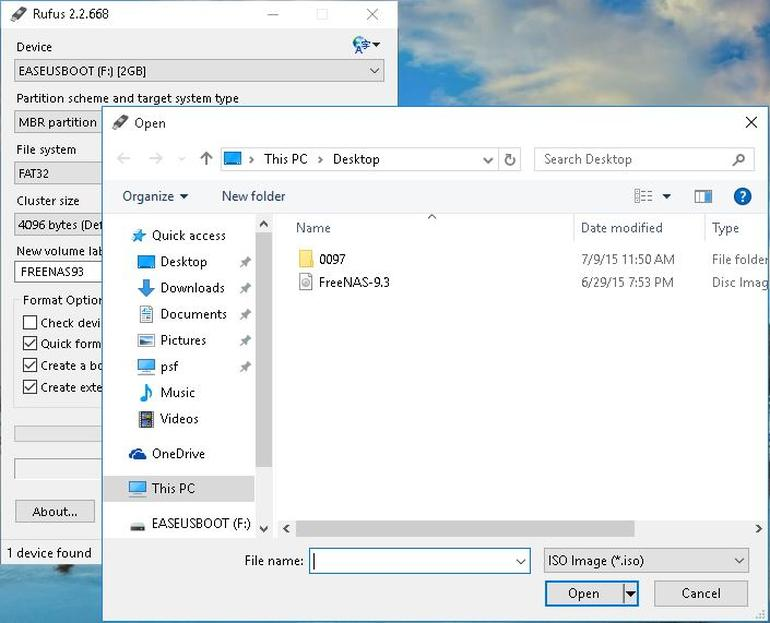 Rufus 2.2.668
Device
EASEUSBOOT (F:) [2GB]
Partition scheme and target system type
MBR partition
File system
FAT32
Cluster size
4096 bytes (Def
New volume lab
FREENAS93
Format Option
Check devi
Quick form
Create a bo
Create exte
About...
1 device found
Open
This PC > Desktop
Search Desktop
Organize
New folder
Name Date modified Type
0097 7/9/15 11:50 AM File folder
FreeNAS-9.3 6/29/15 7:53 PM Disc Imag
Quick access
Desktop
Downloads
Documents
Pictures
psf
Music
Videos
OneDrive
This PC
EASEUSBOOT (F:)
File name:
ISO Image (*.iso)
Open
Cancel